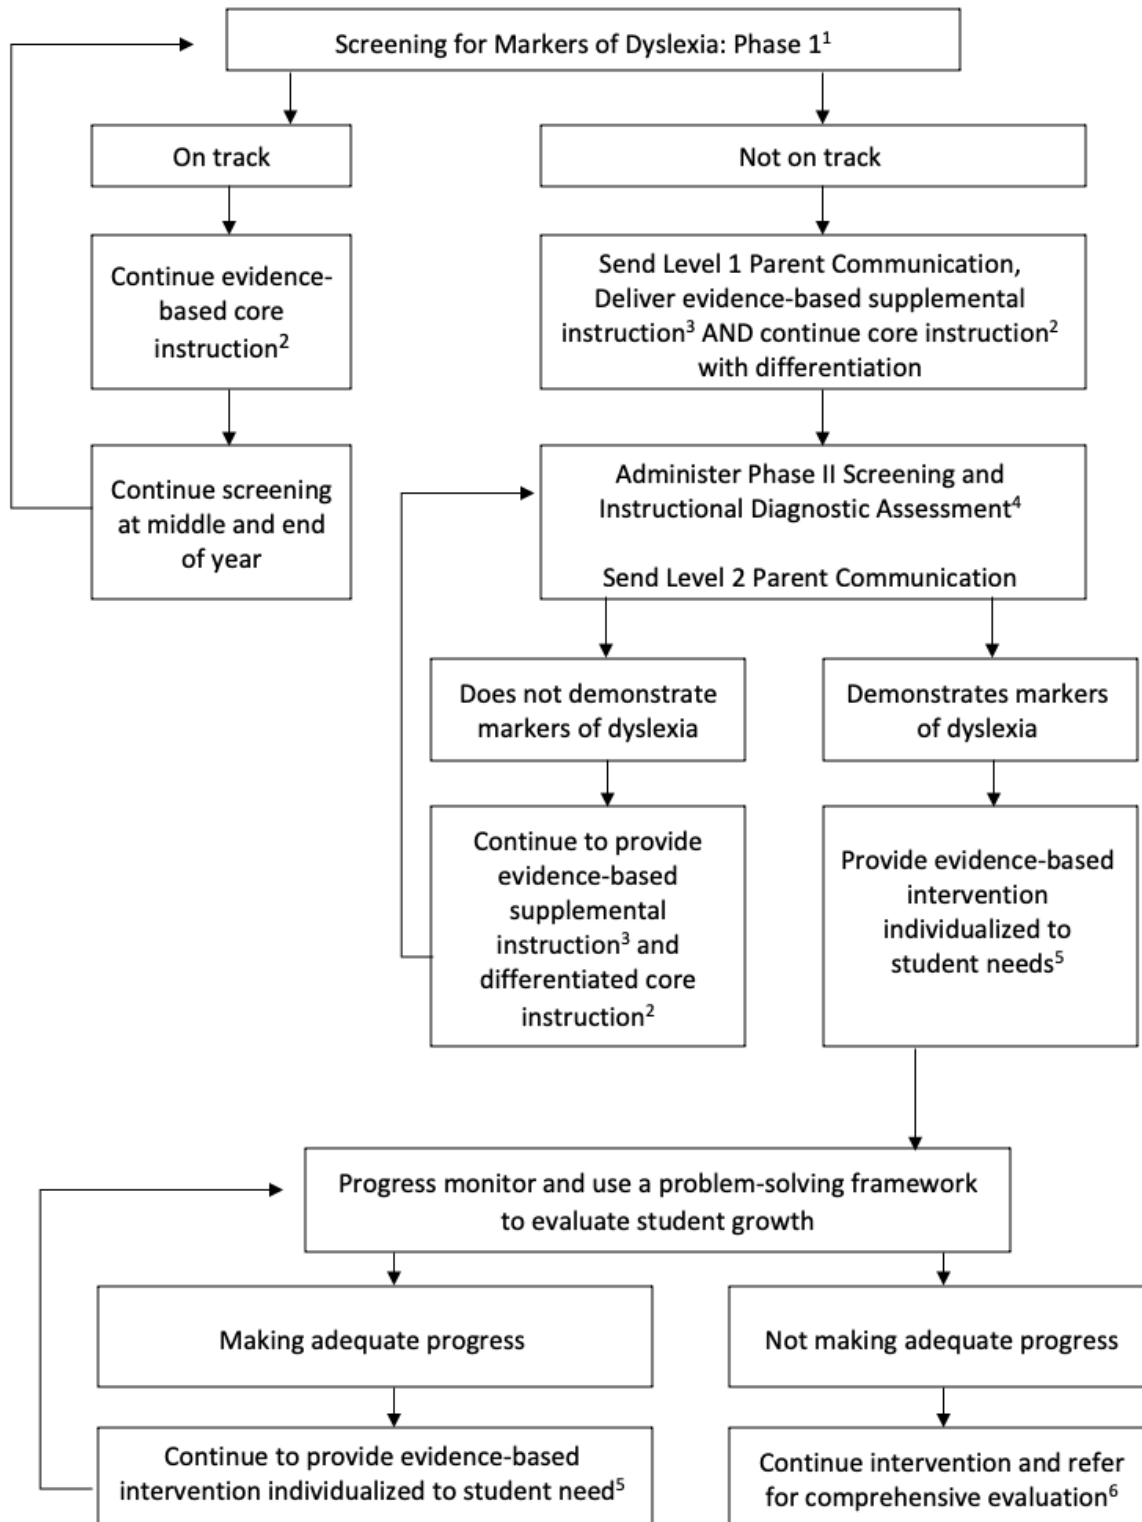 Screening for Markers of Dyslexia: Phase 1¹
On track
Not on track
Continue evidence-
based core
instruction²
Send Level 1 Parent Communication,
Deliver evidence-based supplemental
instruction³ AND continue core instruction²
with differentiation
Continue screening
at middle and end
of year
Administer Phase II Screening and
Instructional Diagnostic Assessment⁴
Send Level 2 Parent Communication
Does not demonstrate
markers of dyslexia
Demonstrates markers
of dyslexia
Continue to provide
evidence-based
supplemental
instruction³ and
differentiated core
instruction²
Provide evidence-based
intervention
individualized to
student needs⁵
Progress monitor and use a problem-solving framework
to evaluate student growth
Making adequate progress
Not making adequate progress
Continue to provide evidence-based
intervention individualized to student need⁵
Continue intervention and refer
for comprehensive evaluation⁶